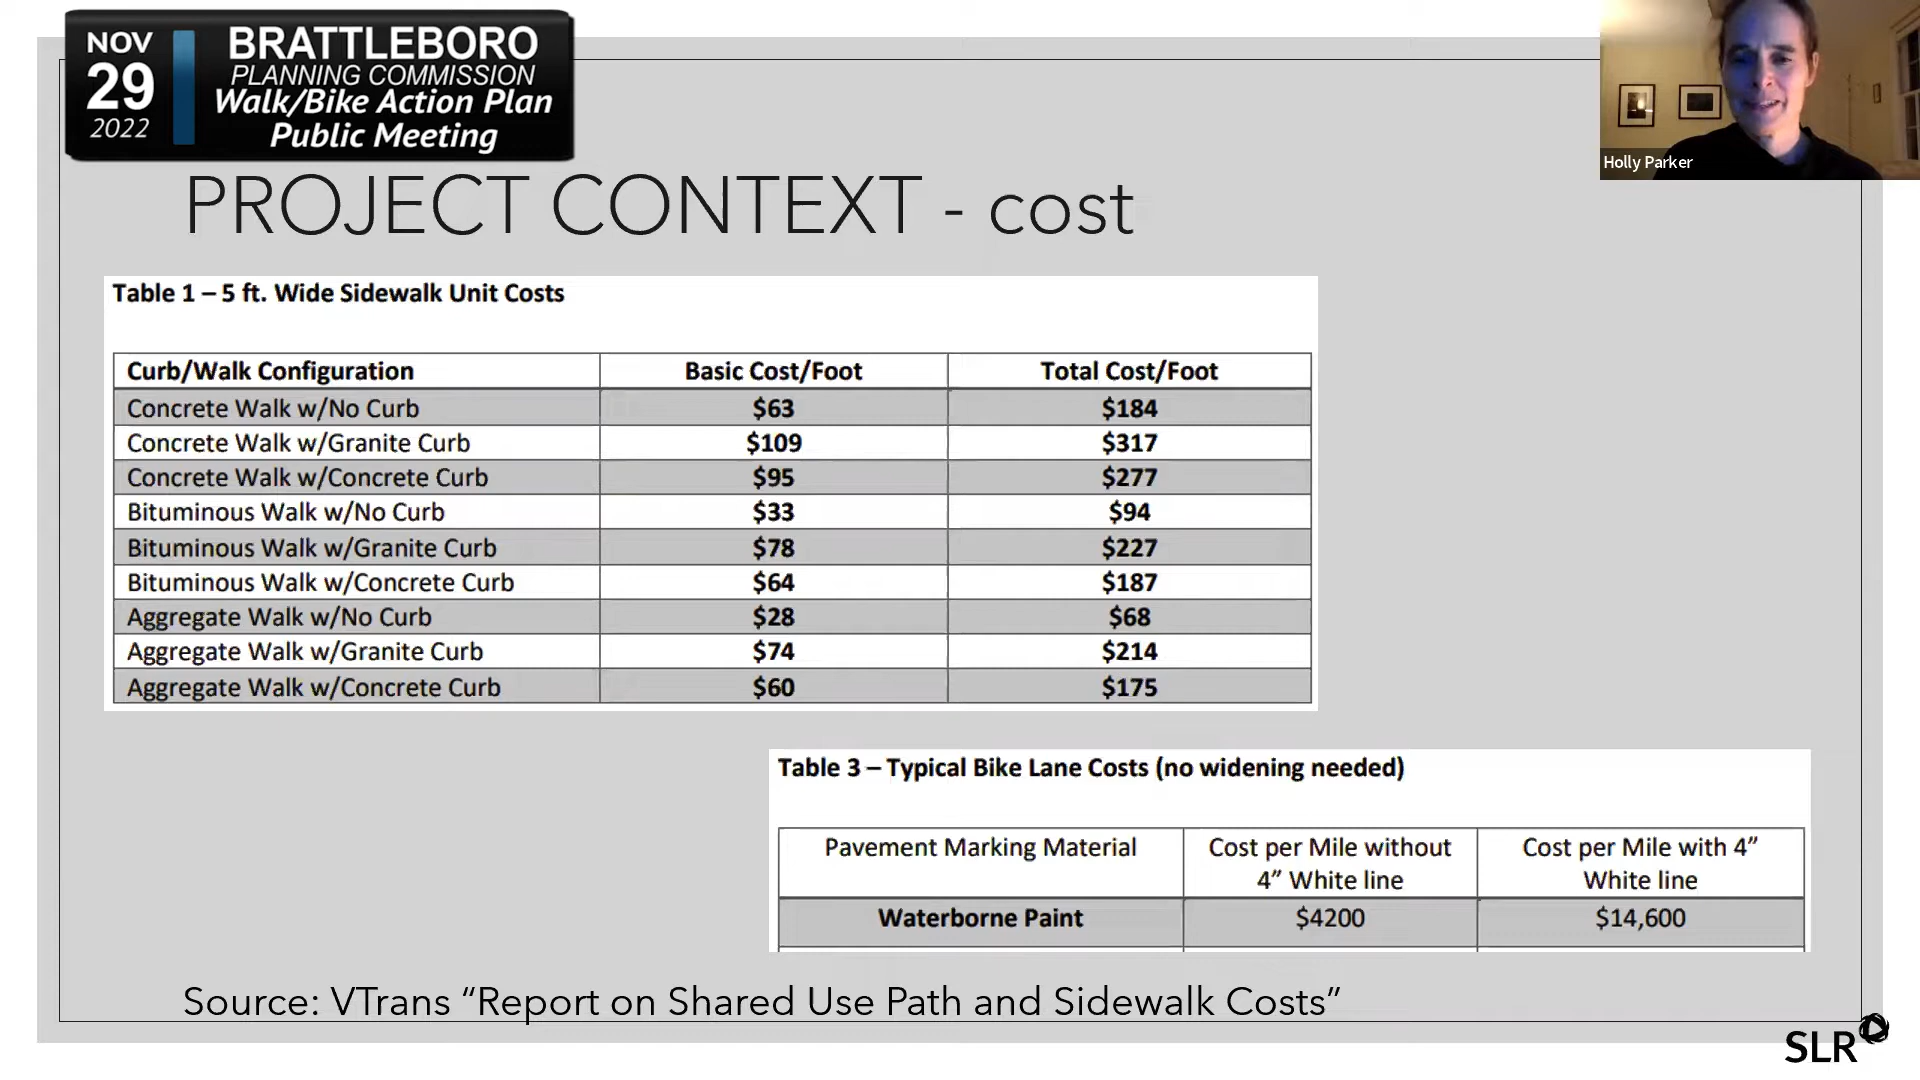 NOV
29
2022
BRATTLEBORO
PLANNING COMMISSION
Walk/Bike Action Plan
Public Meeting
Holly Parker
PROJECT CONTEXT - cost
Table 1 – 5 ft. Wide Sidewalk Unit Costs
Curb/Walk Configuration Basic Cost/Foot Total Cost/Foot
Concrete Walk w/No Curb $63 $184
Concrete Walk w/Granite Curb $109 $317
Concrete Walk w/Concrete Curb $95 $277
Bituminous Walk w/No Curb $33 $94
Bituminous Walk w/Granite Curb $78 $227
Bituminous Walk w/Concrete Curb $64 $187
Aggregate Walk w/No Curb $28 $68
Aggregate Walk w/Granite Curb $74 $214
Aggregate Walk w/Concrete Curb $60 $175
Table 3 – Typical Bike Lane Costs (no widening needed)
Pavement Marking Material Cost per Mile without Cost per Mile with 4”
4” White line White line
Waterborne Paint $4200 $14,600
Source: VTrans “Report on Shared Use Path and Sidewalk Costs”
SLR